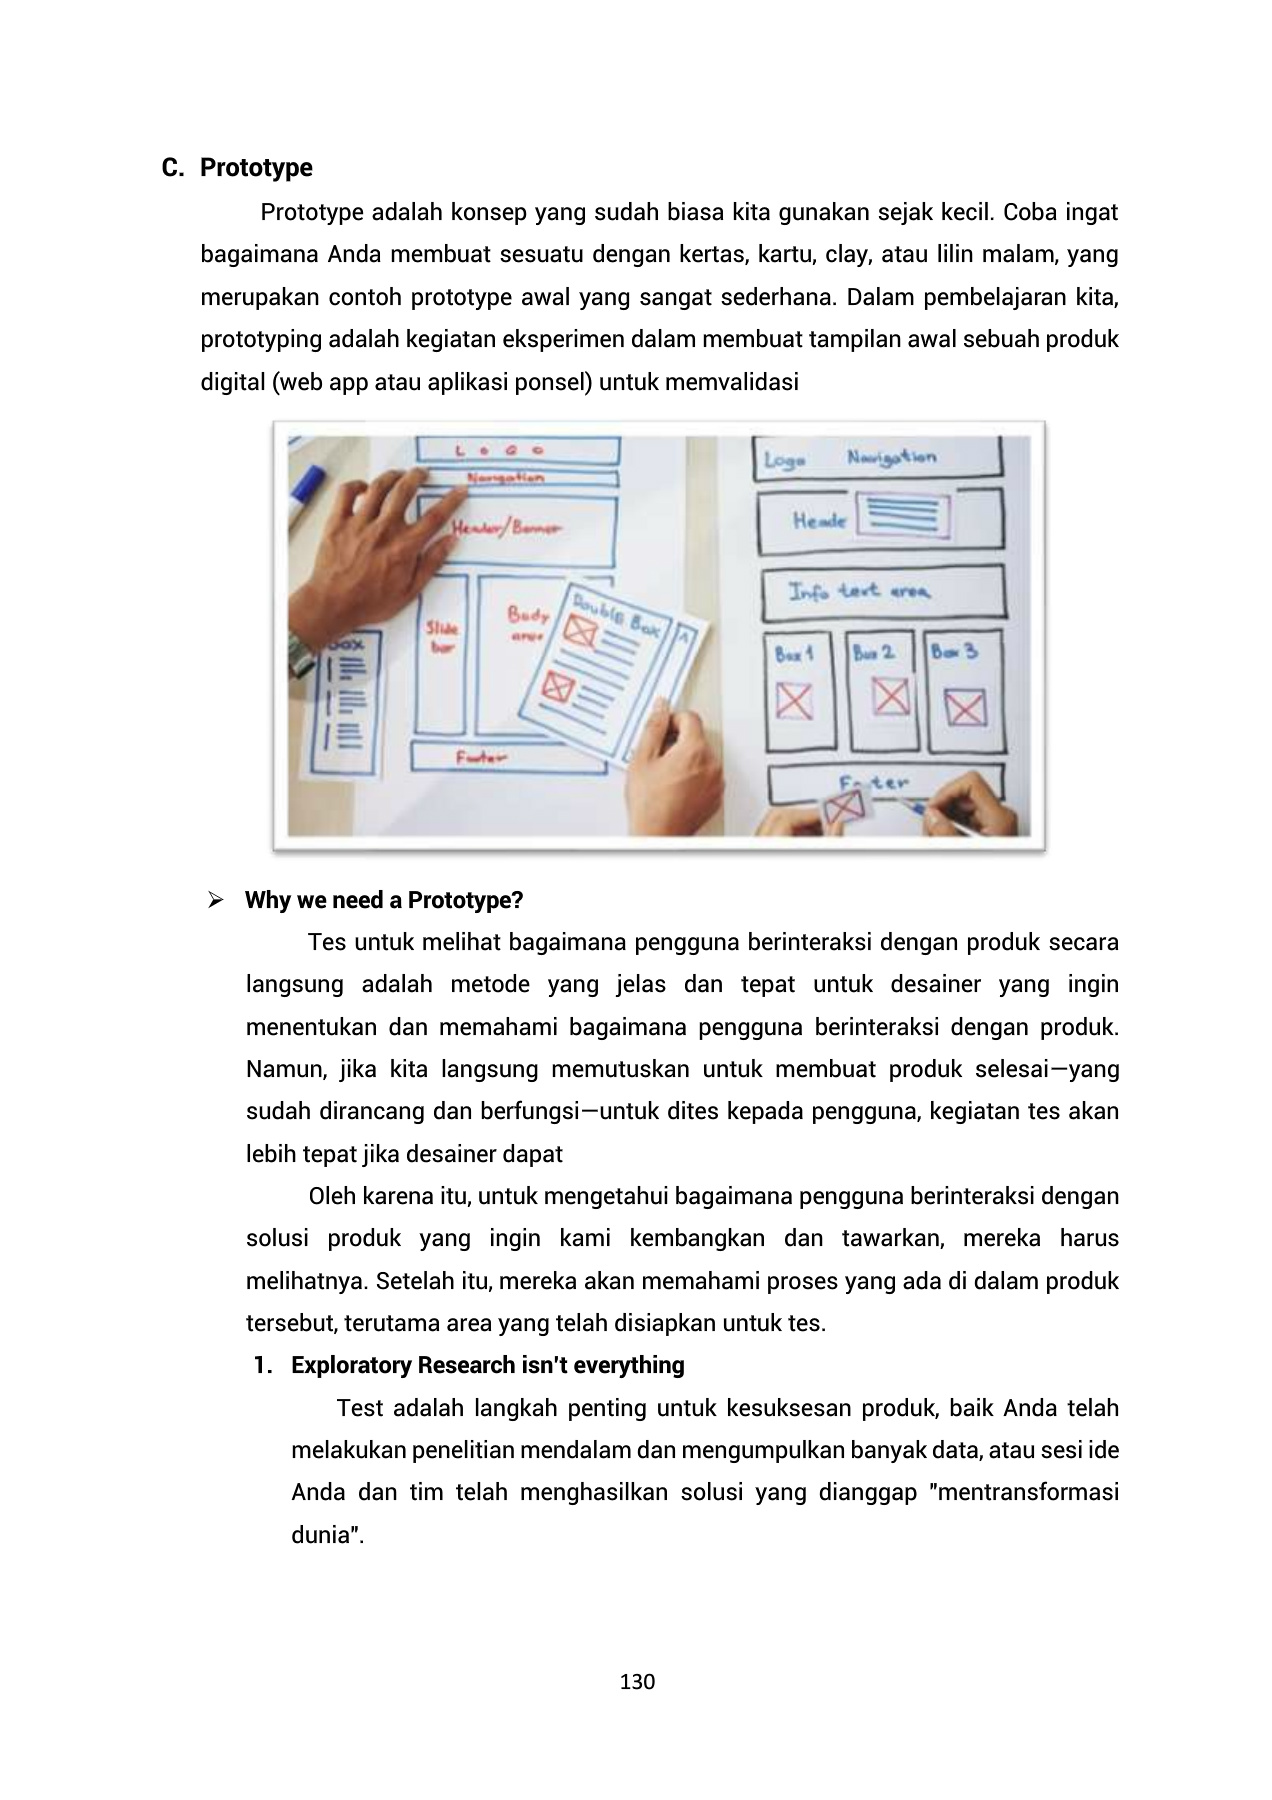 C. Prototype
Prototype adalah konsep yang sudah biasa kita gunakan sejak kecil. Coba ingat
bagaimana Anda membuat sesuatu dengan kertas, kartu, clay, atau lilin malam, yang
merupakan contoh prototype awal yang sangat sederhana. Dalam pembelajaran kita,
prototyping adalah kegiatan eksperimen dalam membuat tampilan awal sebuah produk
digital (web app atau aplikasi ponsel) untuk memvalidasi
L o G o
Navigation
Header/Banner
Slide
bar
Body
area
Double Box
A
Box
Footer
Logo Navigation
Heade
Info text area
Box 1 Box 2 Box 3
Footer
➢ Why we need a Prototype?
Tes untuk melihat bagaimana pengguna berinteraksi dengan produk secara
langsung adalah metode yang jelas dan tepat untuk desainer yang ingin
menentukan dan memahami bagaimana pengguna berinteraksi dengan produk.
Namun, jika kita langsung memutuskan untuk membuat produk selesai—yang
sudah dirancang dan berfungsi—untuk dites kepada pengguna, kegiatan tes akan
lebih tepat jika desainer dapat
Oleh karena itu, untuk mengetahui bagaimana pengguna berinteraksi dengan
solusi produk yang ingin kami kembangkan dan tawarkan, mereka harus
melihatnya. Setelah itu, mereka akan memahami proses yang ada di dalam produk
tersebut, terutama area yang telah disiapkan untuk tes.
1. Exploratory Research isn't everything
Test adalah langkah penting untuk kesuksesan produk, baik Anda telah
melakukan penelitian mendalam dan mengumpulkan banyak data, atau sesi ide
Anda dan tim telah menghasilkan solusi yang dianggap "mentransformasi
dunia".
130